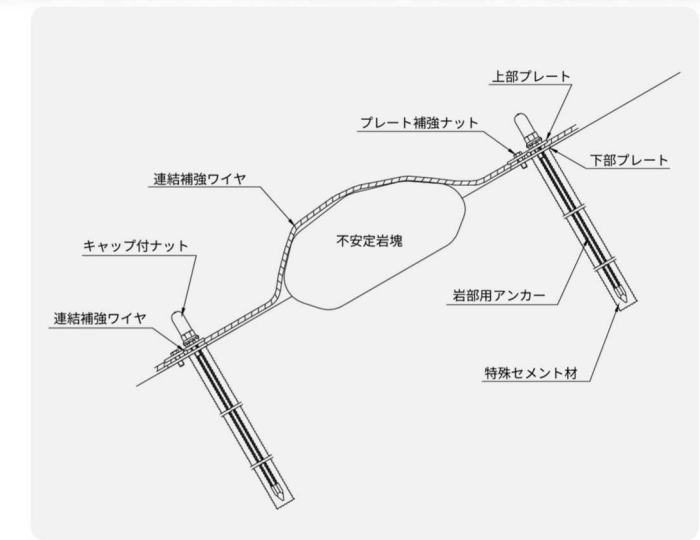 上部プレート
プレート補強ナット
下部プレート
連結補強ワイヤ
不安定岩塊
キャップ付ナット
岩部用アンカー
連結補強ワイヤ
特殊セメント材